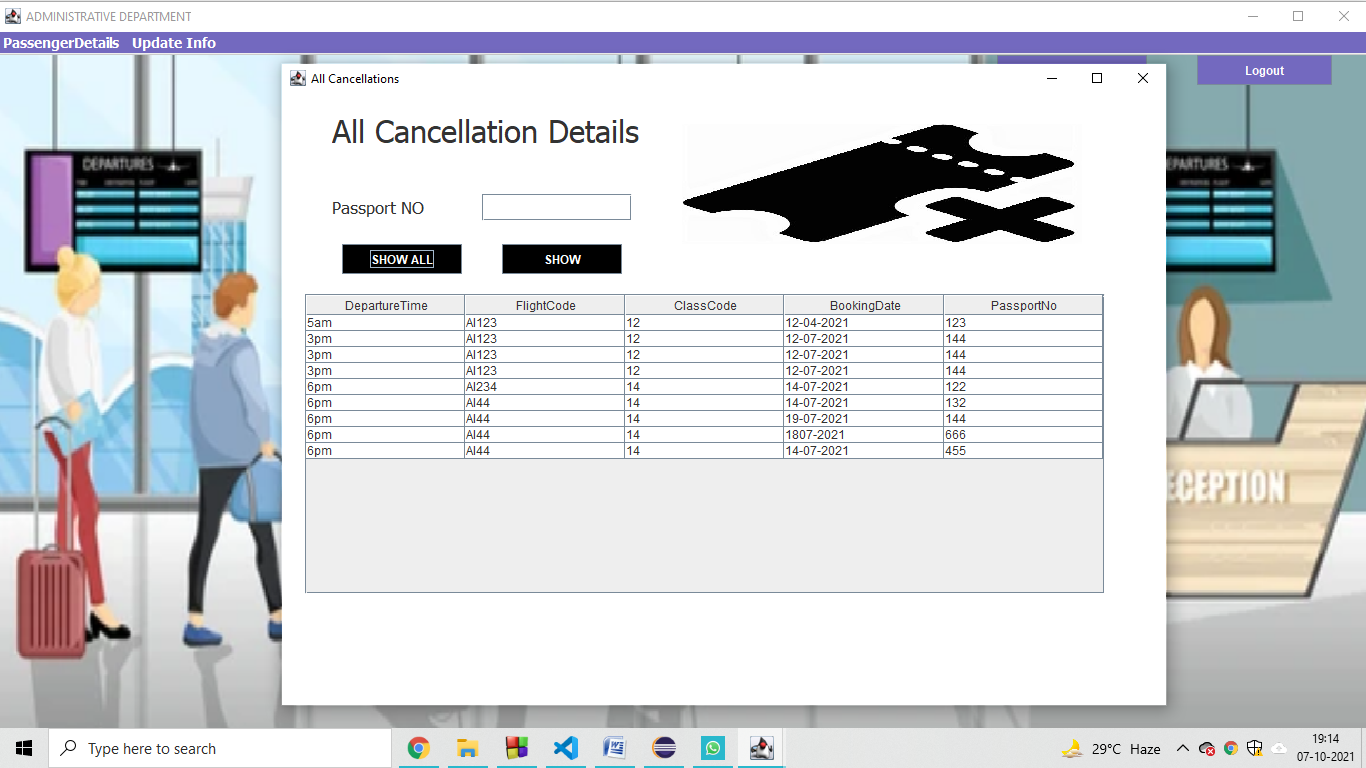 ADMINISTRATIVE DEPARTMENT
PassengerDetails Update Info
All Cancellations
Logout
All Cancellation Details
DEPARTURES
DEPARTURES
Passport NO
SHOW ALL SHOW
DepartureTime FlightCode ClassCode BookingDate PassportNo
5am AI123 12 12-04-2021 123
3pm AI123 12 12-07-2021 144
3pm AI123 12 12-07-2021 144
3pm AI123 12 12-07-2021 144
6pm AI234 14 14-07-2021 122
6pm AI44 14 14-07-2021 132
6pm AI44 14 19-07-2021 144
6pm AI44 14 1807-2021 666
6pm AI44 14 14-07-2021 455
ECEPTION
Type here to search
29°C Haze
19:14
07-10-2021